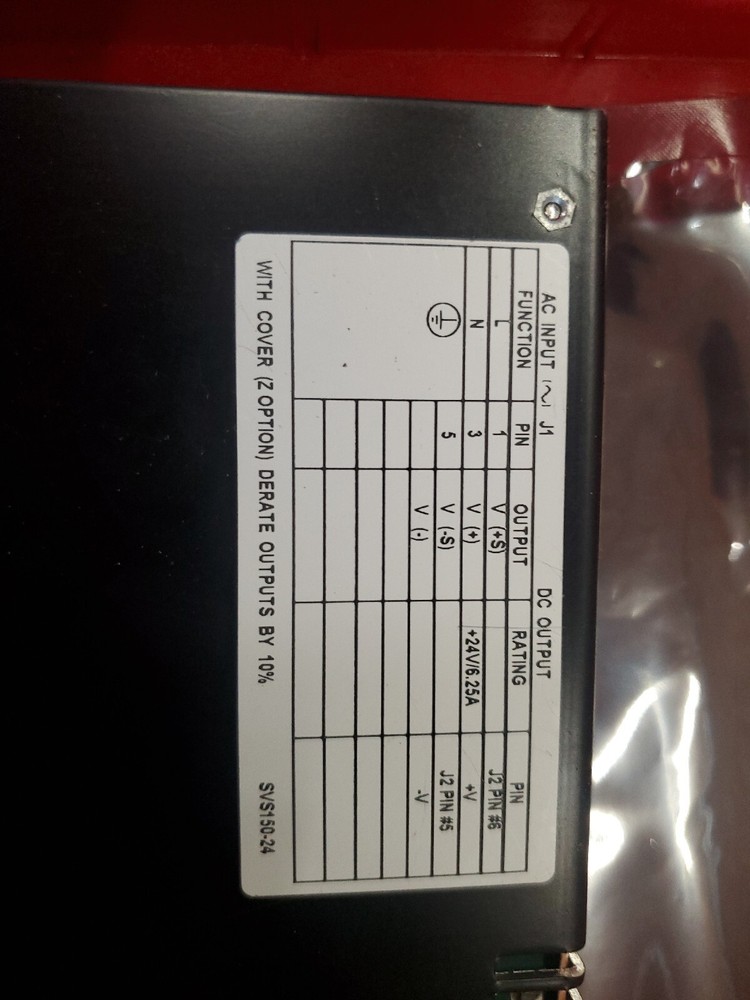 AC INPUT (~) J1 DC OUTPUT
FUNCTION PIN OUTPUT RATING PIN
L 1 V (+S) J2 PIN #6
N 3 V (+) +24V/6.25A +V
5 V (-S) J2 PIN #5
V (-) -V
WITH COVER (Z OPTION) DERATE OUTPUTS BY 10% SVS150-24